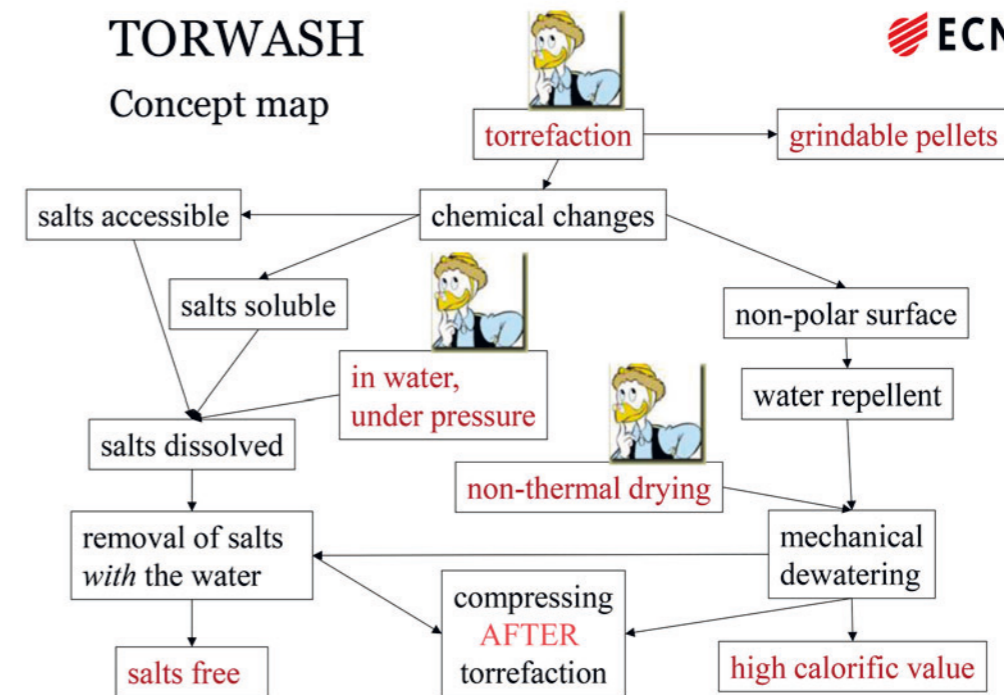 TORWASH
ECN
Concept map
torrefaction
grindable pellets
salts accessible
chemical changes
salts soluble
non-polar surface
in water,
under pressure
water repellent
salts dissolved
non-thermal drying
removal of salts
with the water
mechanical
dewatering
compressing
AFTER
torrefaction
salts free
high calorific value